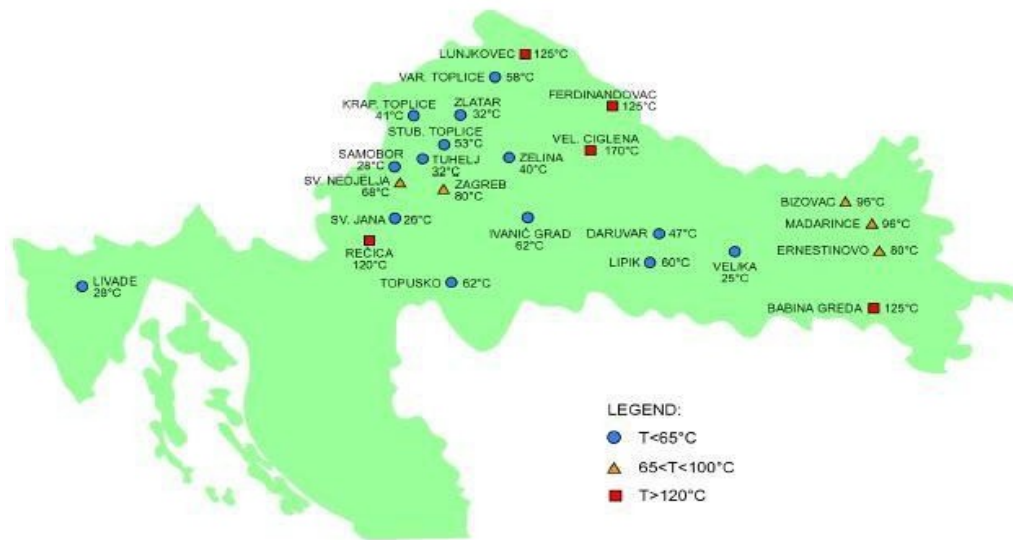 LUNJKOVEC 125°C
VAR. TOPLICE 58°C
FERDINANDOVAC
125°C
KRAP. TOPLICE
41°C
ZLATAR
32°C
STUB. TOPLICE
53°C
VEL. CIGLENA
170°C
SAMOBOR
28°C
TUHELJ
32°C
ZELINA
40°C
SV. NEDJELJA
68°C
ZAGREB
80°C
BIZOVAC 96°C
SV. JANA 26°C
IVANIĆ GRAD
62°C
DARUVAR 47°C
MADARINCE 96°C
REČICA
120°C
LIPIK 60°C
VELIKA
25°C
ERNESTINOVO 80°C
LIVADE
28°C
TOPUSKO 62°C
BABINA GREDA 125°C
LEGEND:
T<65°C
65<T<100°C
T>120°C